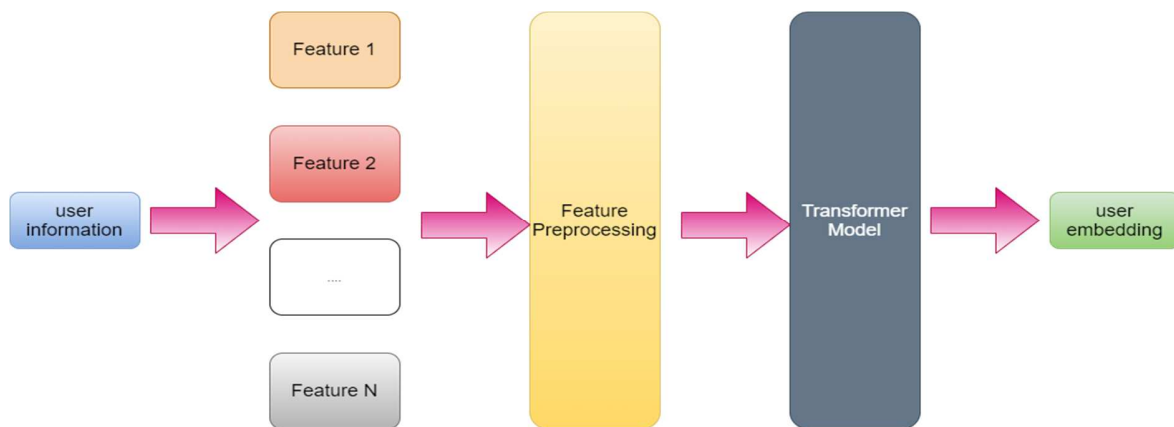 user
information
Feature 1
Feature 2
....
Feature N
Feature
Preprocessing
Transformer
Model
user
embedding